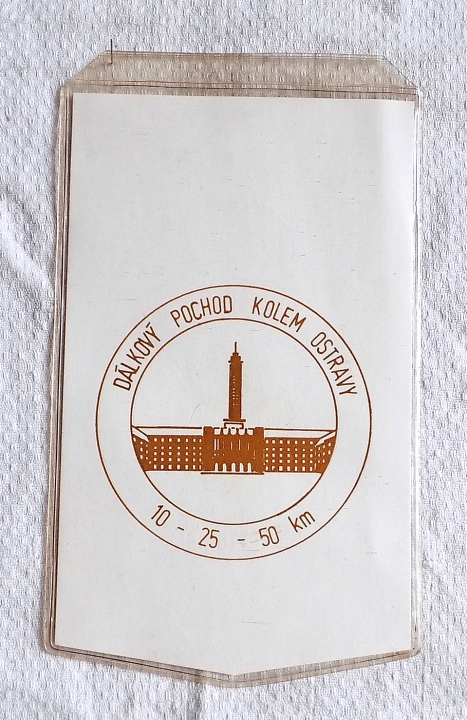 DÁLKOVÝ POCHOD KOLEM OSTRAVY
10 - 25 - 50 km